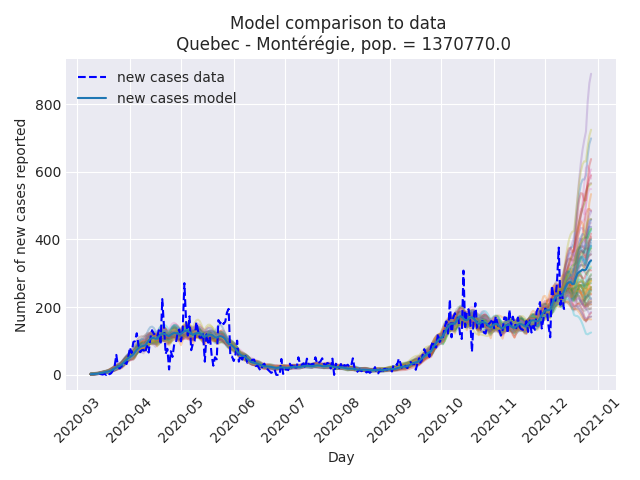 Model comparison to data
Quebec - Montérégie, pop. = 1370770.0
new cases data
new cases model
Number of new cases reported
800
600
400
200
0
2020-03
2020-04
2020-05
2020-06
2020-07
2020-08
2020-09
2020-10
2020-11
2020-12
2021-01
Day